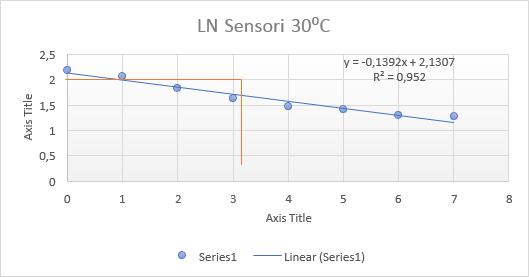 LN Sensori 30⁰C
y = -0,1392x + 2,1307
R² = 0,952
2,5
2
1,5
1
0,5
0
Axis Title
0 1 2 3 4 5 6 7 8
Axis Title
Series1 Linear (Series1)